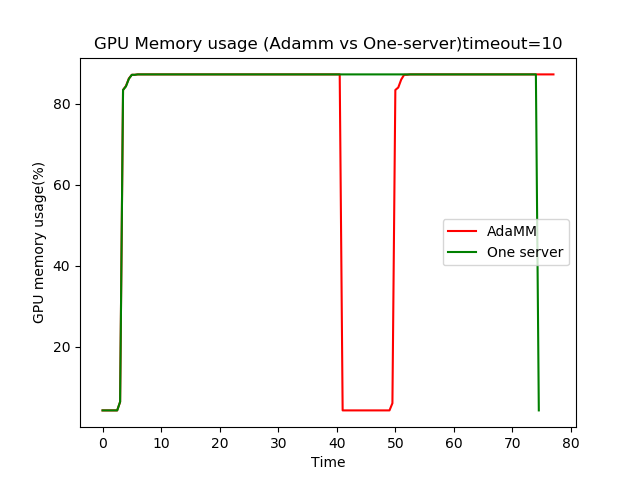 GPU Memory usage (Adamm vs One-server)timeout=10
GPU memory usage(%)
80
60
40
20
AdaMM
One server
0 10 20 30 40 50 60 70 80
Time